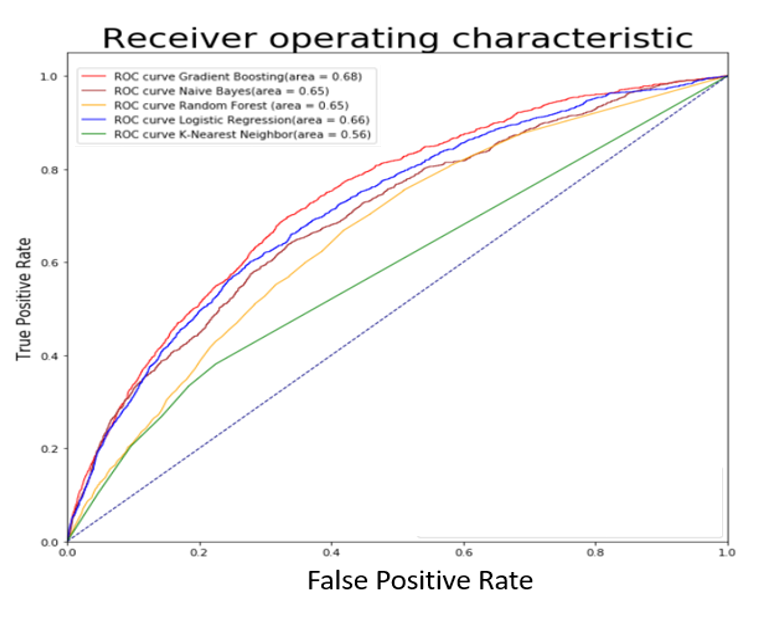 Receiver operating characteristic
ROC curve Gradient Boosting(area = 0.68)
ROC curve Naive Bayes(area = 0.65)
ROC curve Random Forest (area = 0.65)
ROC curve Logistic Regression(area = 0.66)
ROC curve K-Nearest Neighbor(area = 0.56)
True Positive Rate
1.0
0.8
0.6
0.4
0.2
0.0
0.0 0.2 0.4 0.6 0.8 1.0
False Positive Rate